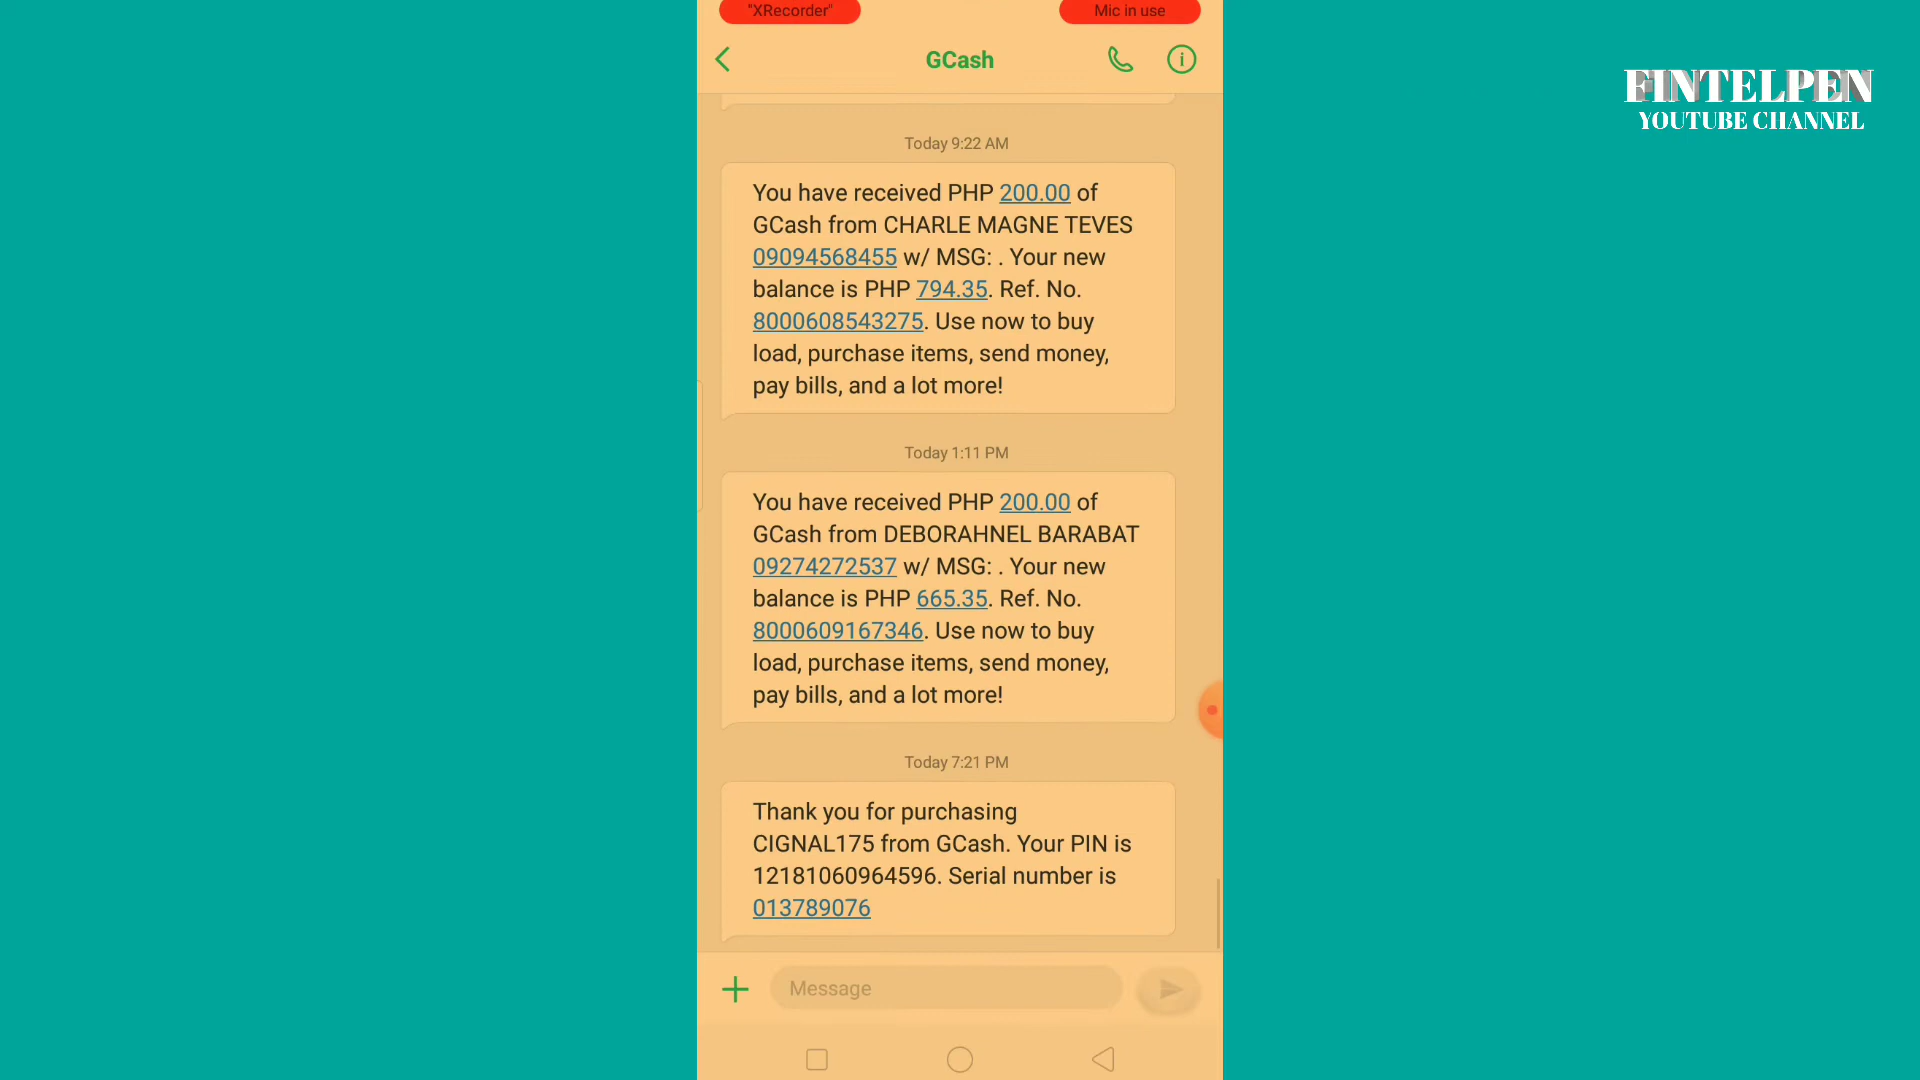 "XRecorder"
Mic in use
GCash
FINTELPEN
YOUTUBE CHANNEL
Today 9:22 AM
You have received PHP 200.00 of
GCash from CHARLE MAGNE TEVES
09094568455 w/ MSG: . Your new
balance is PHP 794.35. Ref. No.
8000608543275. Use now to buy
load, purchase items, send money,
pay bills, and a lot more!
Today 1:11 PM
You have received PHP 200.00 of
GCash from DEBORAHNEL BARABAT
09274272537 w/ MSG: . Your new
balance is PHP 665.35. Ref. No.
8000609167346. Use now to buy
load, purchase items, send money,
pay bills, and a lot more!
Today 7:21 PM
Thank you for purchasing
CIGNAL175 from GCash. Your PIN is
12181060964596. Serial number is
013789076
Message